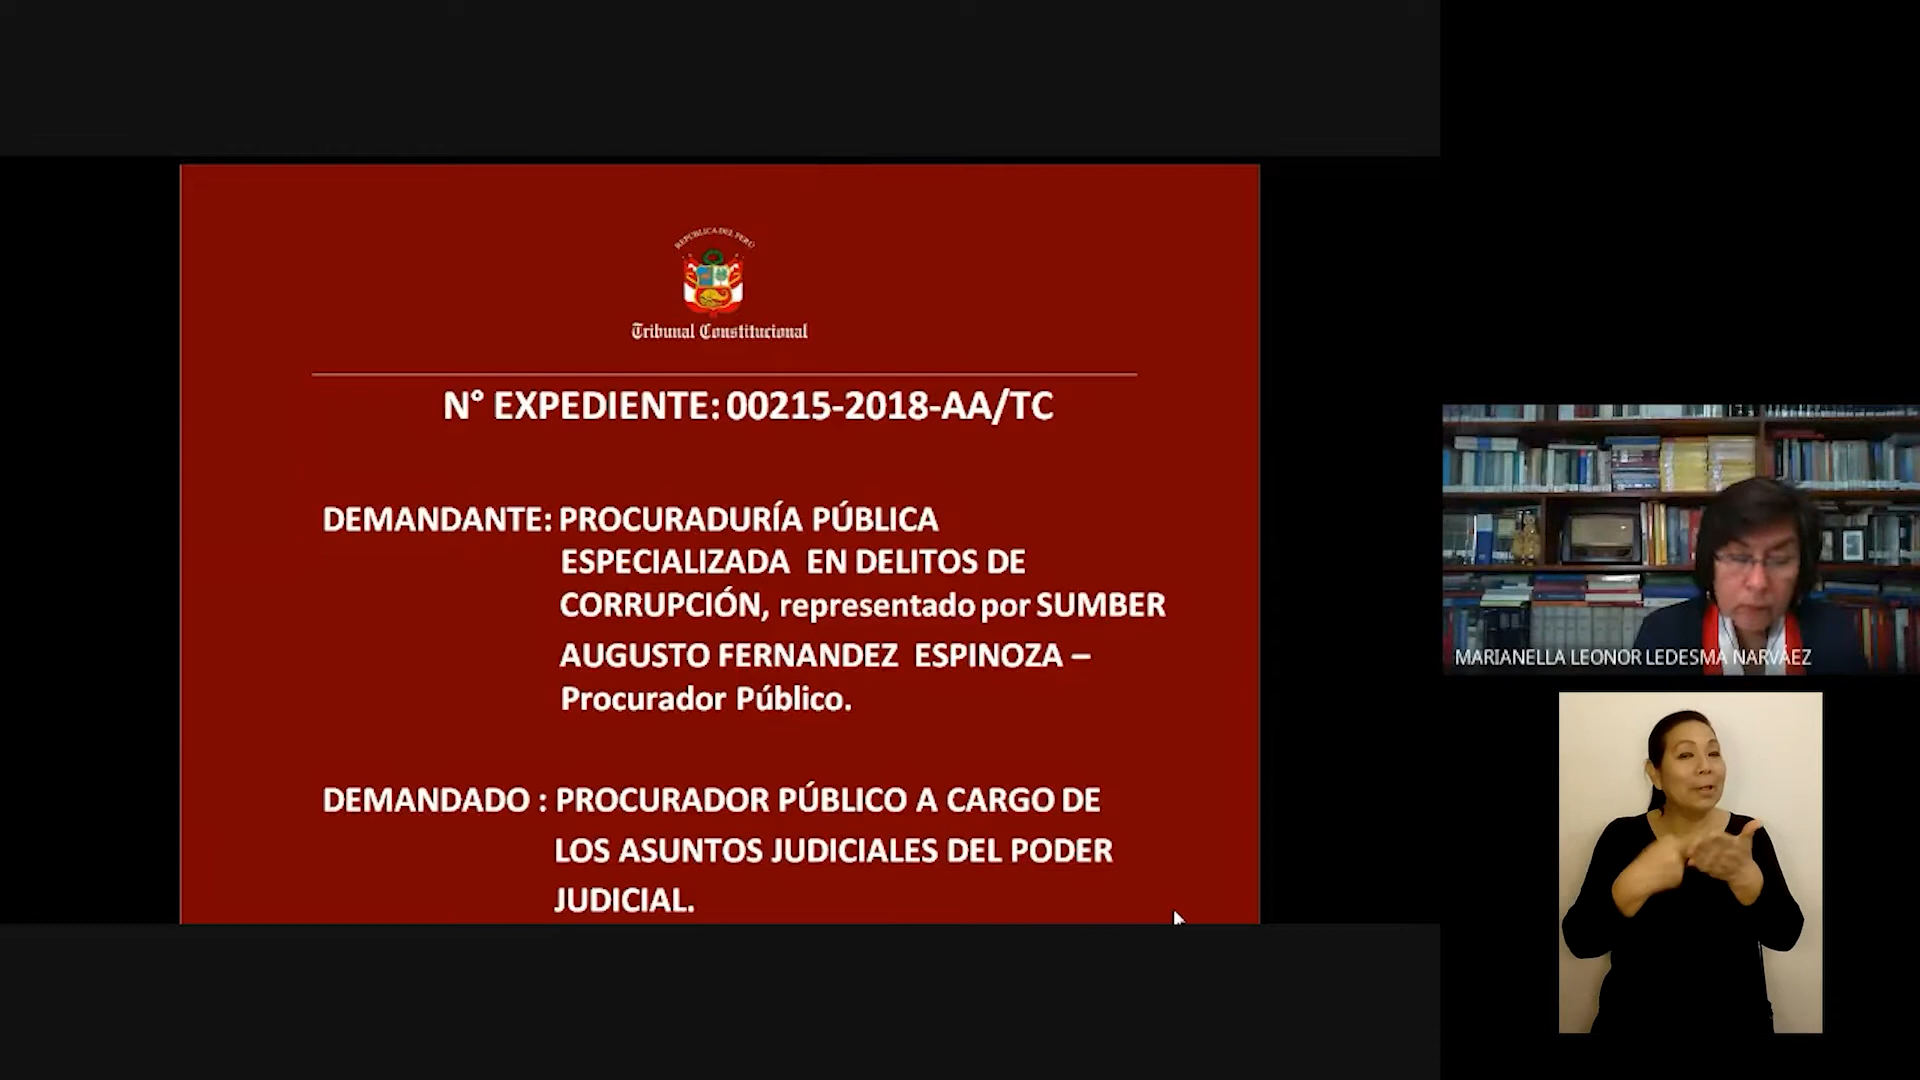 REPÚBLICA DEL PERÚ
Tribunal Constitucional
N° EXPEDIENTE: 00215-2018-AA/TC
DEMANDANTE: PROCURADURÍA PÚBLICA
ESPECIALIZADA EN DELITOS DE
CORRUPCIÓN, representado por SUMBER
AUGUSTO FERNANDEZ ESPINOZA –
Procurador Público.
DEMANDADO : PROCURADOR PÚBLICO A CARGO DE
LOS ASUNTOS JUDICIALES DEL PODER
JUDICIAL.
MARIANELLA LEONOR LEDESMA NARVÁEZ